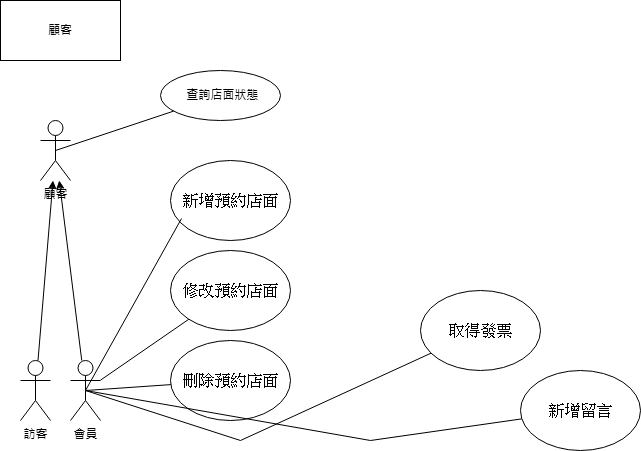 顧客
查詢店面狀態
顧客
新增預約店面
修改預約店面
取得發票
刪除預約店面
新增留言
訪客
會員